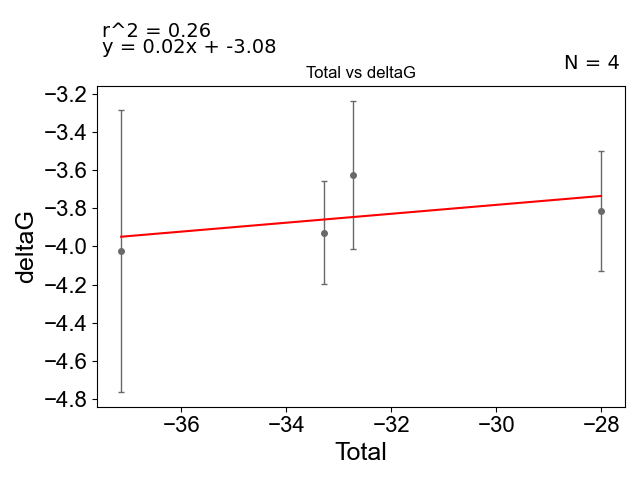 r^2 = 0.26
y = 0.02x + -3.08
N = 4
Total vs deltaG
−3.2
−3.4
−3.6
−3.8
−4.0
−4.2
−4.4
−4.6
−4.8
deltaG
−36
−34
−32
−30
−28
Total